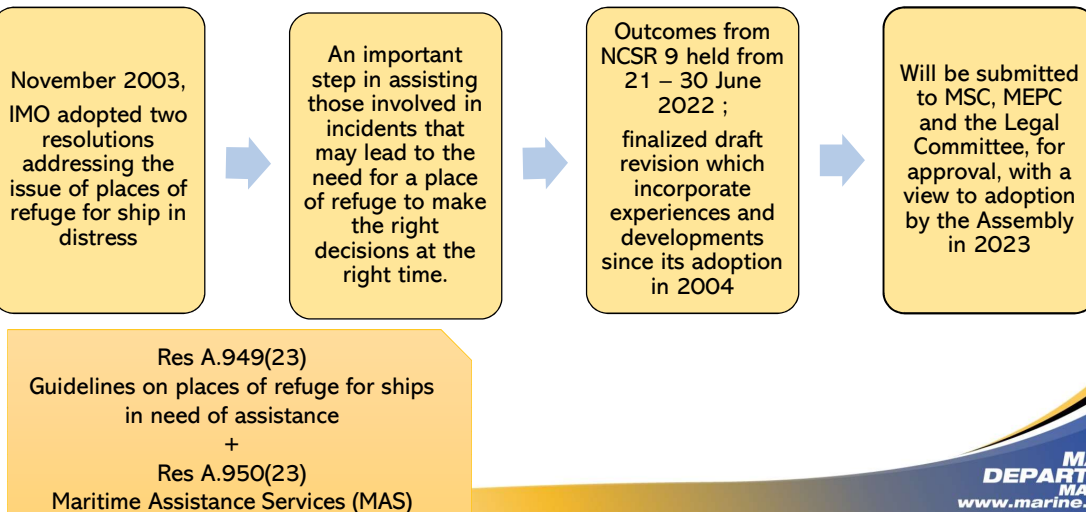 November 2003,
IMO adopted two
resolutions
addressing the
issue of places of
refuge for ship in
distress
An important
step in assisting
those involved in
incidents that
may lead to the
need for a place
of refuge to make
the right
decisions at the
right time.
Outcomes from
NCSR 9 held from
21 – 30 June
2022 ;
finalized draft
revision which
incorporate
experiences and
developments
since its adoption
in 2004
Will be submitted
to MSC, MEPC
and the Legal
Committee, for
approval, with a
view to adoption
by the Assembly
in 2023
Res A.949(23)
Guidelines on places of refuge for ships
in need of assistance
+
Res A.950(23)
Maritime Assistance Services (MAS)
www.marine.